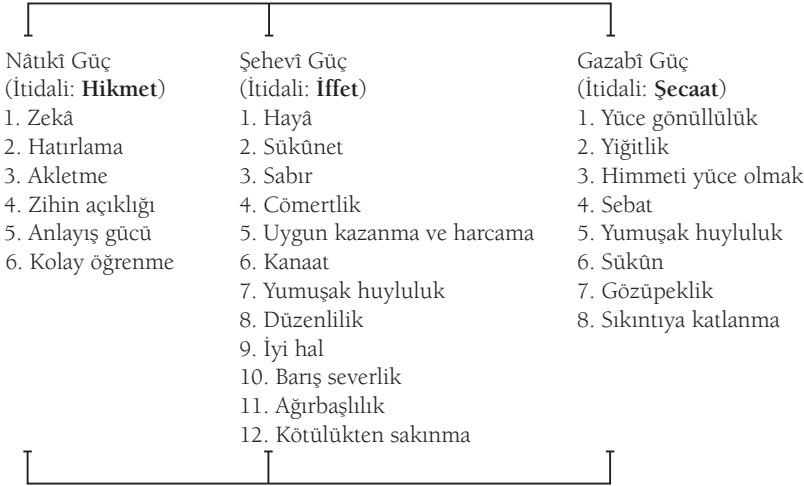 Nâtıkî Güç
(İtidali: Hikmet)
1. Zekâ
2. Hatırlama
3. Akletme
4. Zihin açıklığı
5. Anlayış gücü
6. Kolay öğrenme
Şehevî Güç
(İtidali: İffet)
1. Hayâ
2. Sükûnet
3. Sabır
4. Cömertlik
5. Uygun kazanma ve harcama
6. Kanaat
7. Yumuşak huyluluk
8. Düzenlilik
9. İyi hal
10. Barış severlik
11. Ağırbaşlılık
12. Kötülükten sakınma
Gazabî Güç
(İtidali: Şecaat)
1. Yüce gönüllülük
2. Yiğitlik
3. Himmeti yüce olmak
4. Sebat
5. Yumuşak huyluluk
6. Sükûn
7. Gözüpeklik
8. Sıkıntıya katlanma